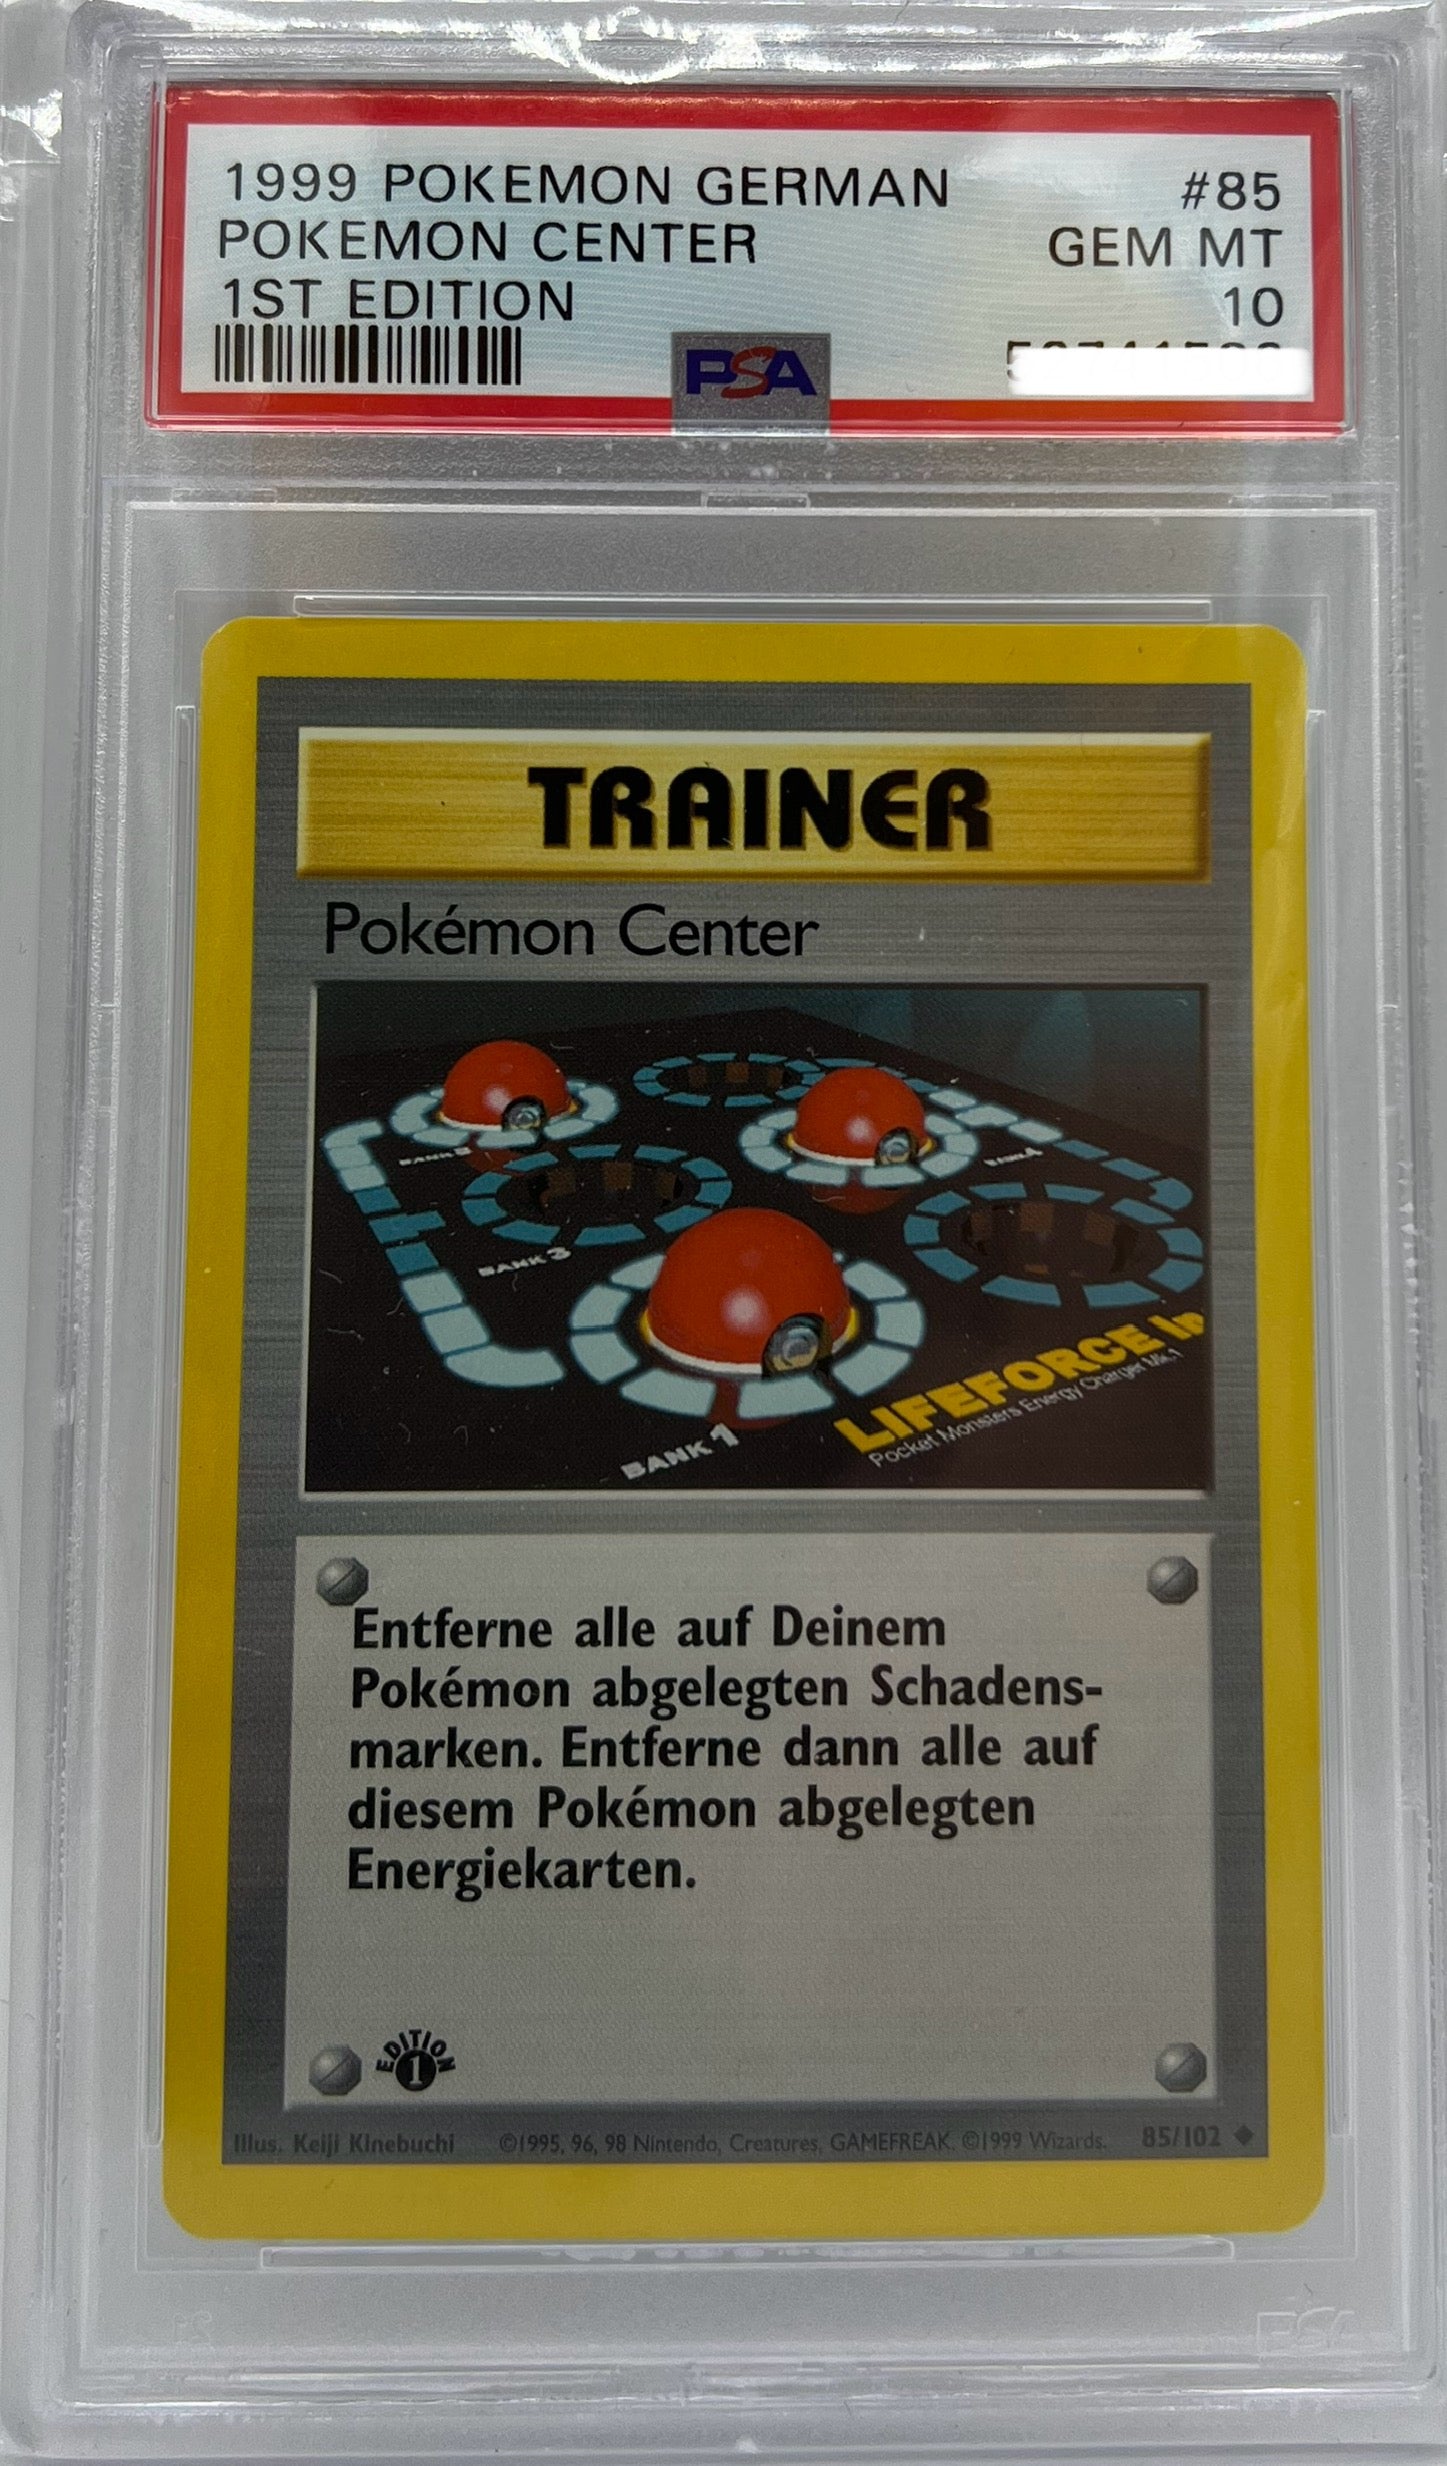 1999 POKEMON GERMAN #85
POKEMON CENTER GEM MT
1ST EDITION 10
PSA
TRAINER
Pokémon Center
BANK 3
BANK 1
LIFEFORCE
Pocket Monsters Energy Charger Mk.1
Entferne alle auf Deinem
Pokémon abgelegten Schadens-
marken. Entferne dann alle auf
diesem Pokémon abgelegten
Energiekarten.
EDITION
1
Illus. Keiji Kinebuchi ©1995, 96, 98 Nintendo, Creatures, GAMEFREAK. ©1999 Wizards. 85/102
PSA